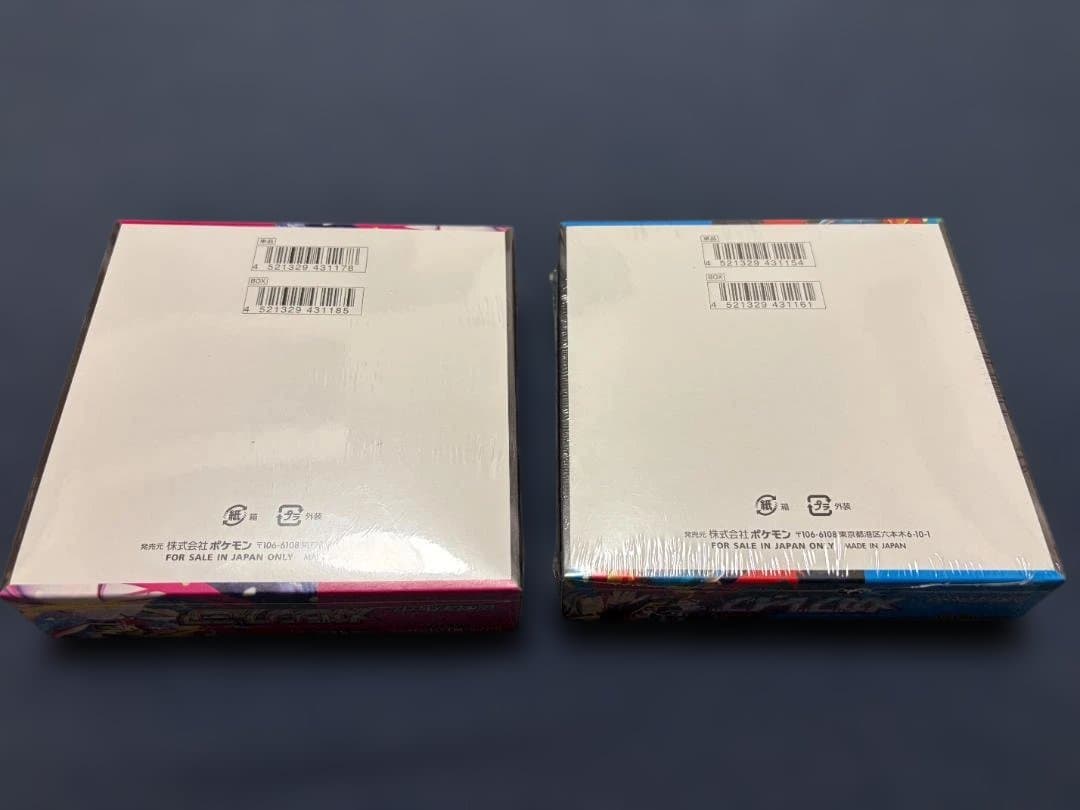 単品
4 521329 431178
BOX
4 521329 431185
紙 箱 プラ 外装
発売元 株式会社 ポケモン 〒106-6108 東京
FOR SALE IN JAPAN ONLY MA
単品
4 521329 431154
BOX
4 521329 431161
紙 箱 プラ 外装
発売元 株式会社 ポケモン 〒106-6108 東京都港区六本木6-10-1
FOR SALE IN JAPAN ONLY MADE IN JAPAN